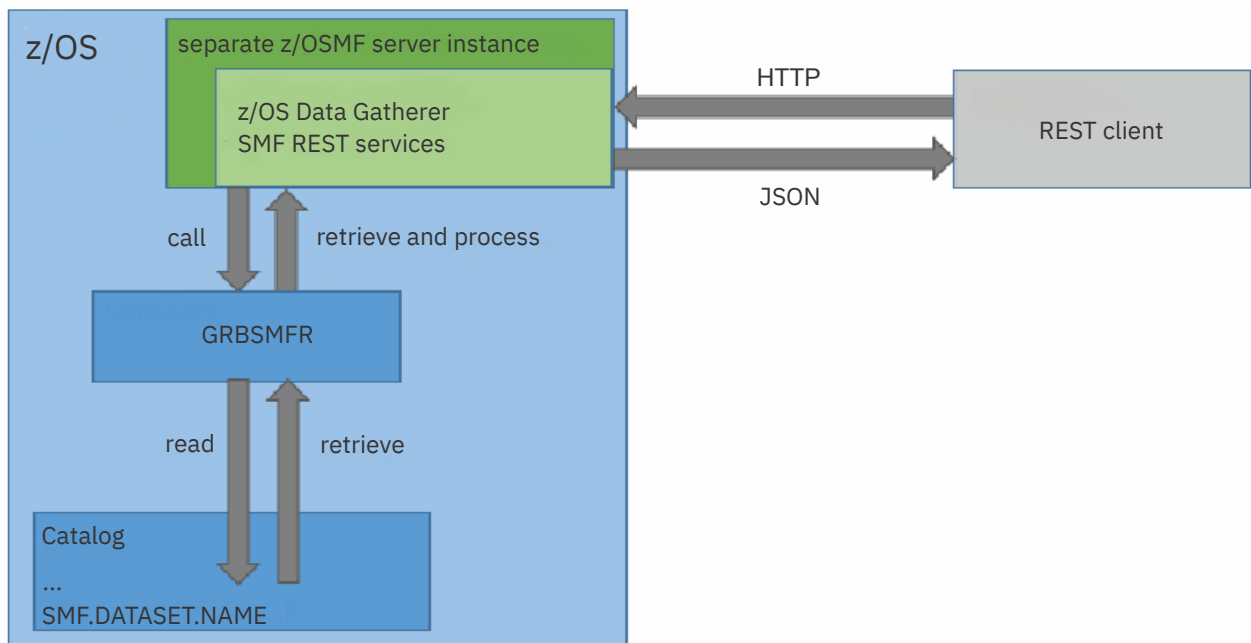 z/OS
separate z/OSMF server instance
z/OS Data Gatherer
SMF REST services
HTTP
REST client
JSON
call
retrieve and process
GRBSMFR
read
retrieve
Catalog
...
SMF.DATASET.NAME